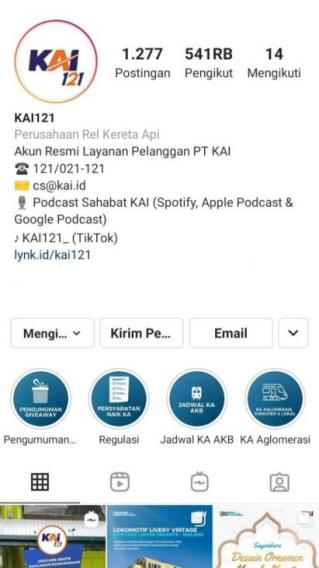 KAI
121
1.277 541RB 14
Postingan Pengikut Mengikuti
KAI121
Perusahaan Rel Kereta Api
Akun Resmi Layanan Pelanggan PT KAI
☎ 121/021-121
✉ cs@kai.id
🎙 Podcast Sahabat KAI (Spotify, Apple Podcast &
Google Podcast)
♪ KAI121_ (TikTok)
lynk.id/kai121
Mengi... Kirim Pe... Email
PENGUMUMAN
GIVEAWAY
PERSYARATAN
NAIK KA
JADWAL KA
AKB
KA AGLOMERASI,
KOMUTER & LOKAL
Pengumuman... Regulasi Jadwal KA AKB KA Aglomerasi
KAI
121
LOKOMOTIF LIVERY VINTAGE
Sayembara
Desain Ornamen